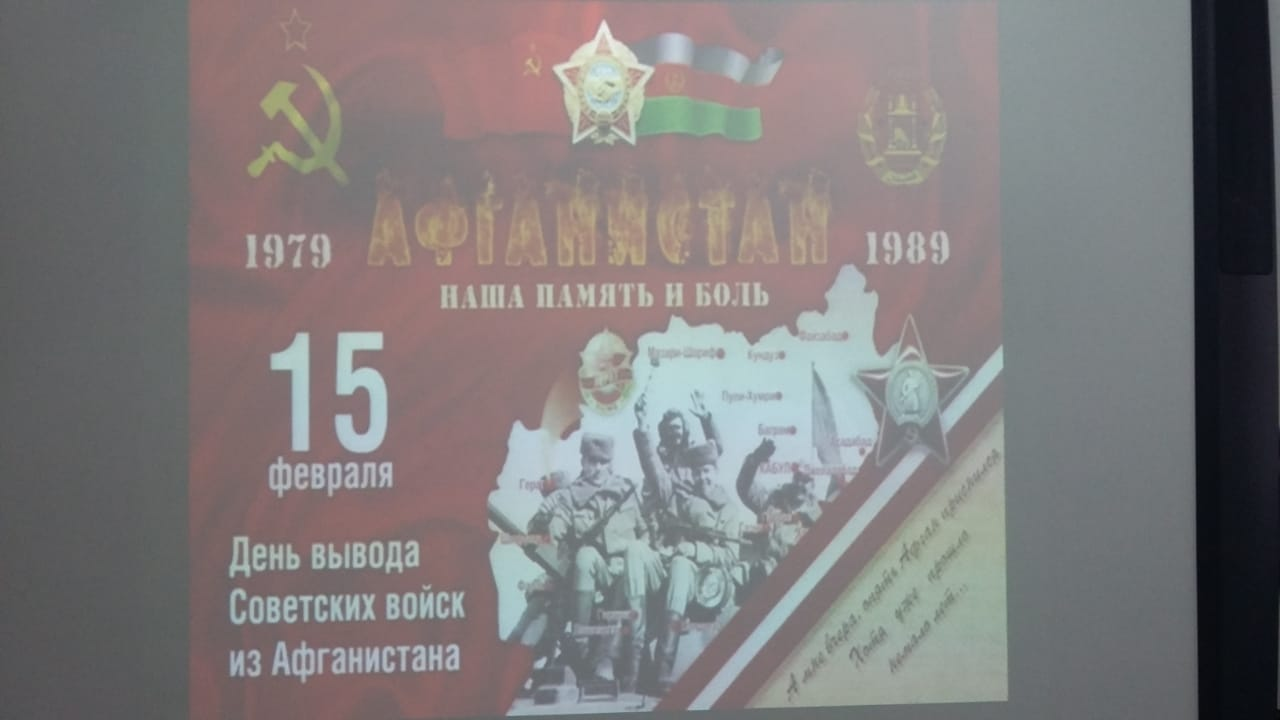 АФГАНИСТАН
1979
1989
НАША ПАМЯТЬ И БОЛЬ
15
февраля
День вывода
Советских войск
из Афганистана
Мазари-Шариф
Кундуз
Файзабад
Пули-Хумри
Баграм
Асадабад
КАБУЛ
Герат
А мне вчера, опять Афган приснился
Хотя уже прошло
немало лет...